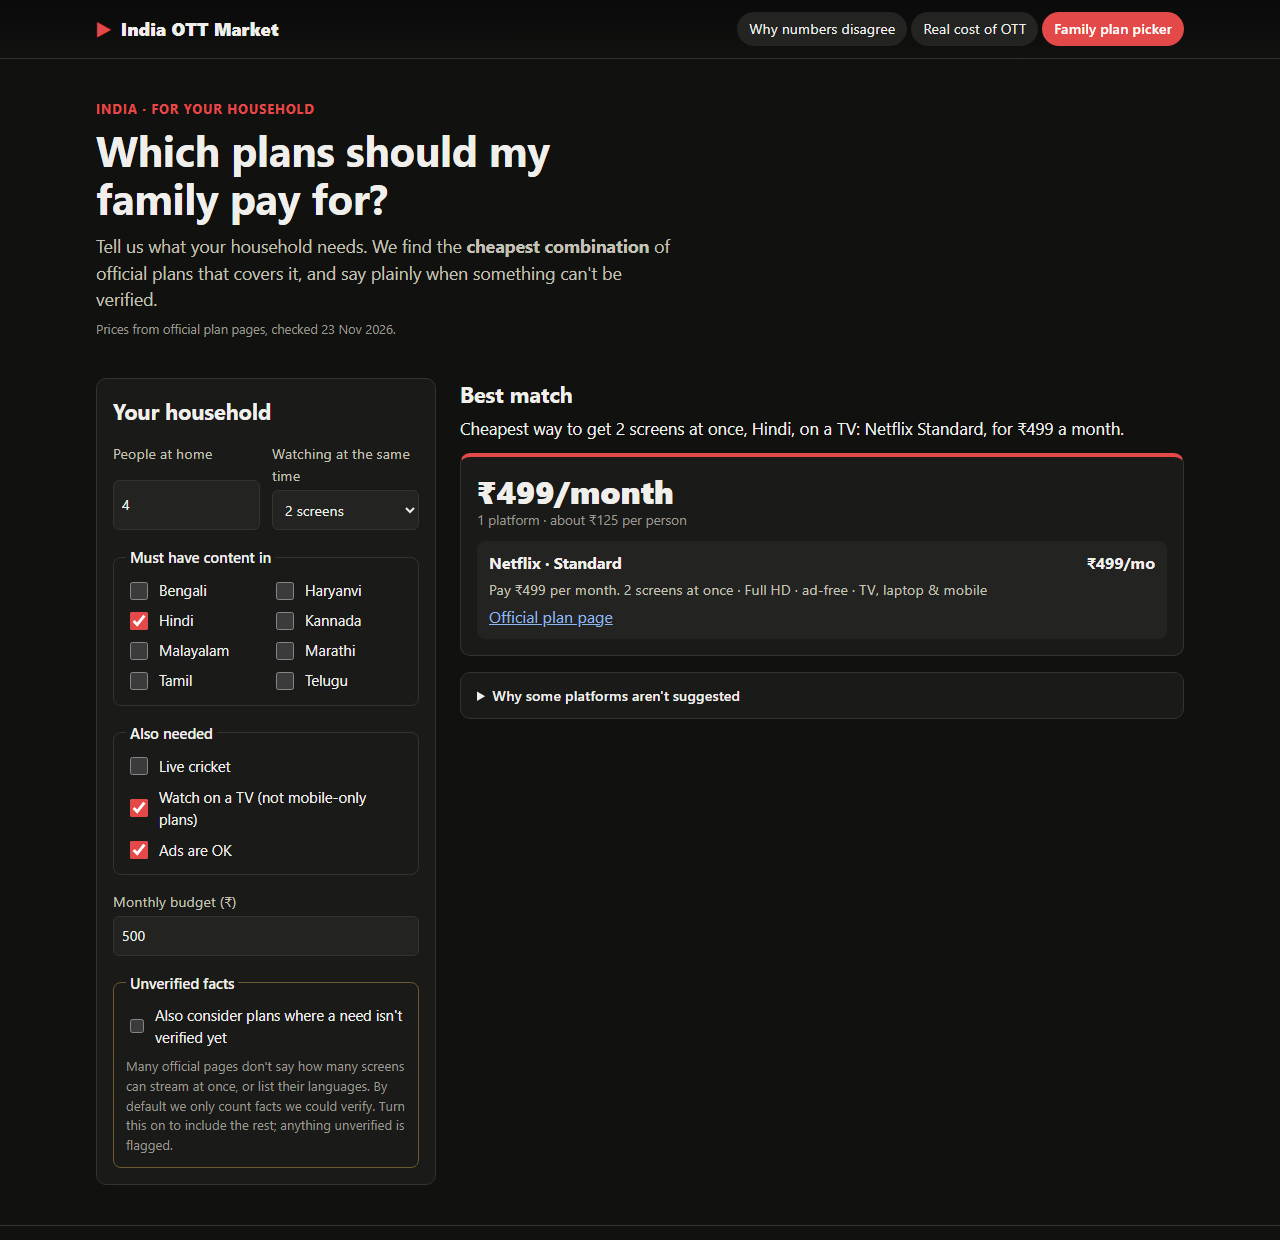 India OTT Market
Why numbers disagree
Real cost of OTT
Family plan picker
INDIA · FOR YOUR HOUSEHOLD
Which plans should my
family pay for?
Tell us what your household needs. We find the cheapest combination of
official plans that covers it, and say plainly when something can't be
verified.
Prices from official plan pages, checked 23 Nov 2026.
Your household
People at home
4
Watching at the same
time
2 screens
Must have content in
Bengali
Haryanvi
Hindi
Kannada
Malayalam
Marathi
Tamil
Telugu
Also needed
Live cricket
Watch on a TV (not mobile-only
plans)
Ads are OK
Monthly budget (₹)
500
Unverified facts
Also consider plans where a need isn't
verified yet
Many official pages don't say how many screens
can stream at once, or list their languages. By
default we only count facts we could verify. Turn
this on to include the rest; anything unverified is
flagged.
Best match
Cheapest way to get 2 screens at once, Hindi, on a TV: Netflix Standard, for ₹499 a month.
₹499/month
1 platform · about ₹125 per person
Netflix · Standard
₹499/mo
Pay ₹499 per month. 2 screens at once · Full HD · ad-free · TV, laptop & mobile
Official plan page
Why some platforms aren't suggested